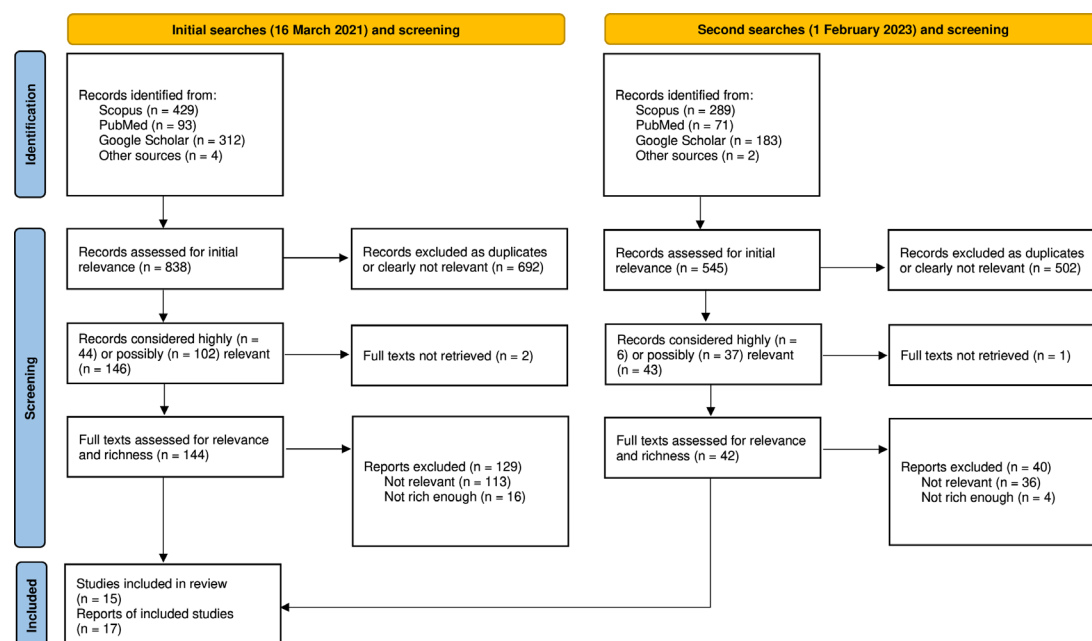 Initial searches (16 March 2021) and screening
Second searches (1 February 2023) and screening
Identification
Records identified from:
Scopus (n = 429)
PubMed (n = 93)
Google Scholar (n = 312)
Other sources (n = 4)
Records identified from:
Scopus (n = 289)
PubMed (n = 71)
Google Scholar (n = 183)
Other sources (n = 2)
Screening
Records assessed for initial
relevance (n = 838)
Records excluded as duplicates
or clearly not relevant (n = 692)
Records assessed for initial
relevance (n = 545)
Records excluded as duplicates
or clearly not relevant (n = 502)
Records considered highly (n =
44) or possibly (n = 102) relevant
(n = 146)
Full texts not retrieved (n = 2)
Records considered highly (n =
6) or possibly (n = 37) relevant
(n = 43)
Full texts not retrieved (n = 1)
Full texts assessed for relevance
and richness (n = 144)
Reports excluded (n = 129)
Not relevant (n = 113)
Not rich enough (n = 16)
Full texts assessed for relevance
and richness (n = 42)
Reports excluded (n = 40)
Not relevant (n = 36)
Not rich enough (n = 4)
Included
Studies included in review
(n = 15)
Reports of included studies
(n = 17)